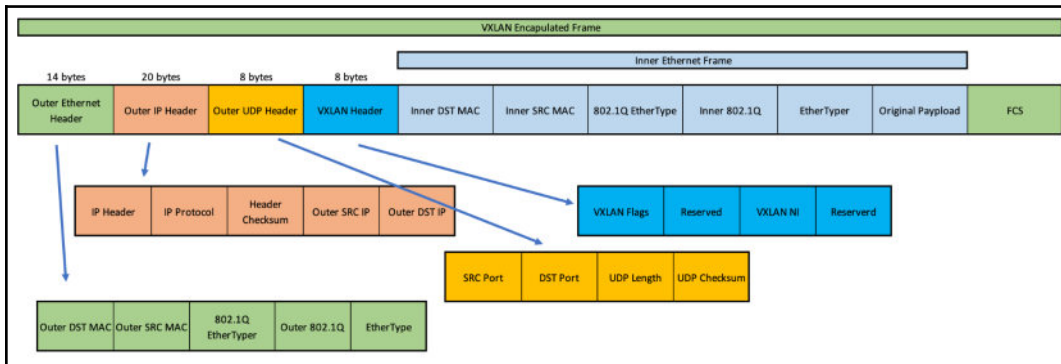 VXLAN Encapulated Frame
Inner Ethernet Frame
14 bytes 20 bytes 8 bytes 8 bytes
Outer Ethernet Header Outer IP Header Outer UDP Header VXLAN Header Inner DST MAC Inner SRC MAC 802.1Q EtherType Inner 802.1Q EtherTyper Original Paypload FCS
IP Header IP Protocol Header Checksum Outer SRC IP Outer DST IP
VXLAN Flags Reserved VXLAN NI Reserverd
SRC Port DST Port UDP Length UDP Checksum
Outer DST MAC Outer SRC MAC 802.1Q EtherTyper Outer 802.1Q EtherType